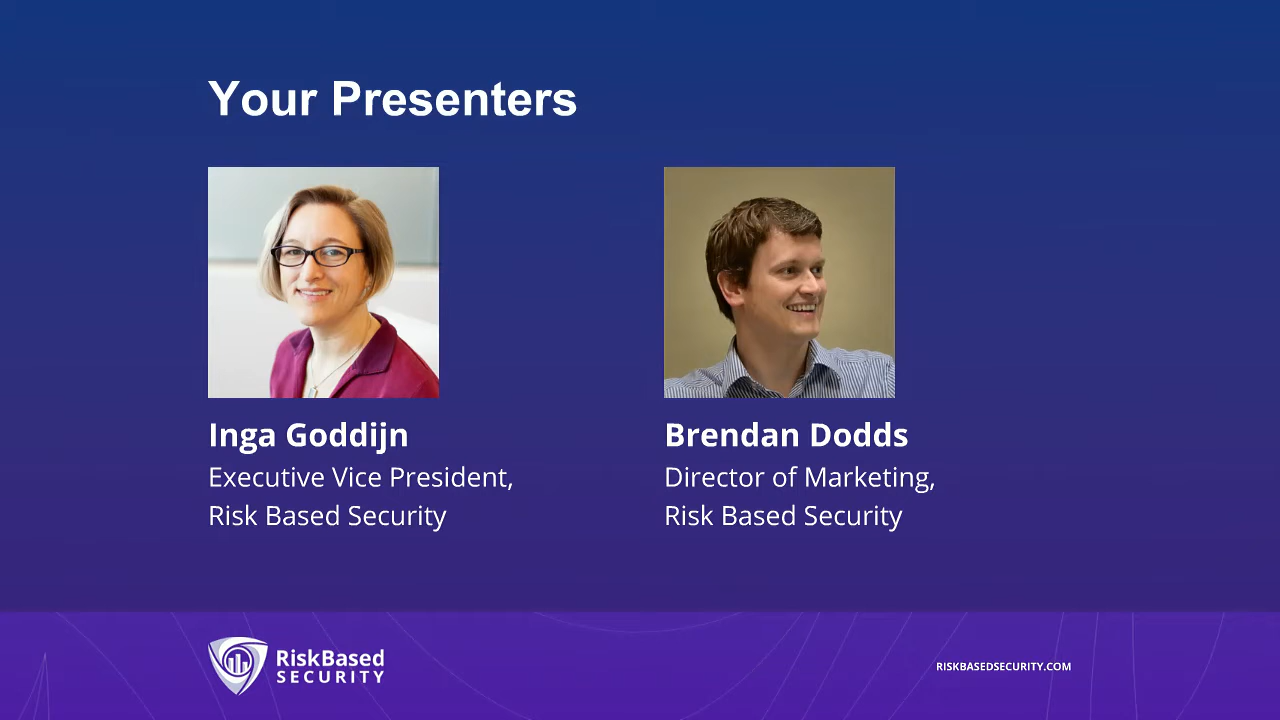 Your Presenters
Inga Goddijn
Executive Vice President,
Risk Based Security
Brendan Dodds
Director of Marketing,
Risk Based Security
RiskBased
SECURITY
RISKBASEDSECURITY.COM